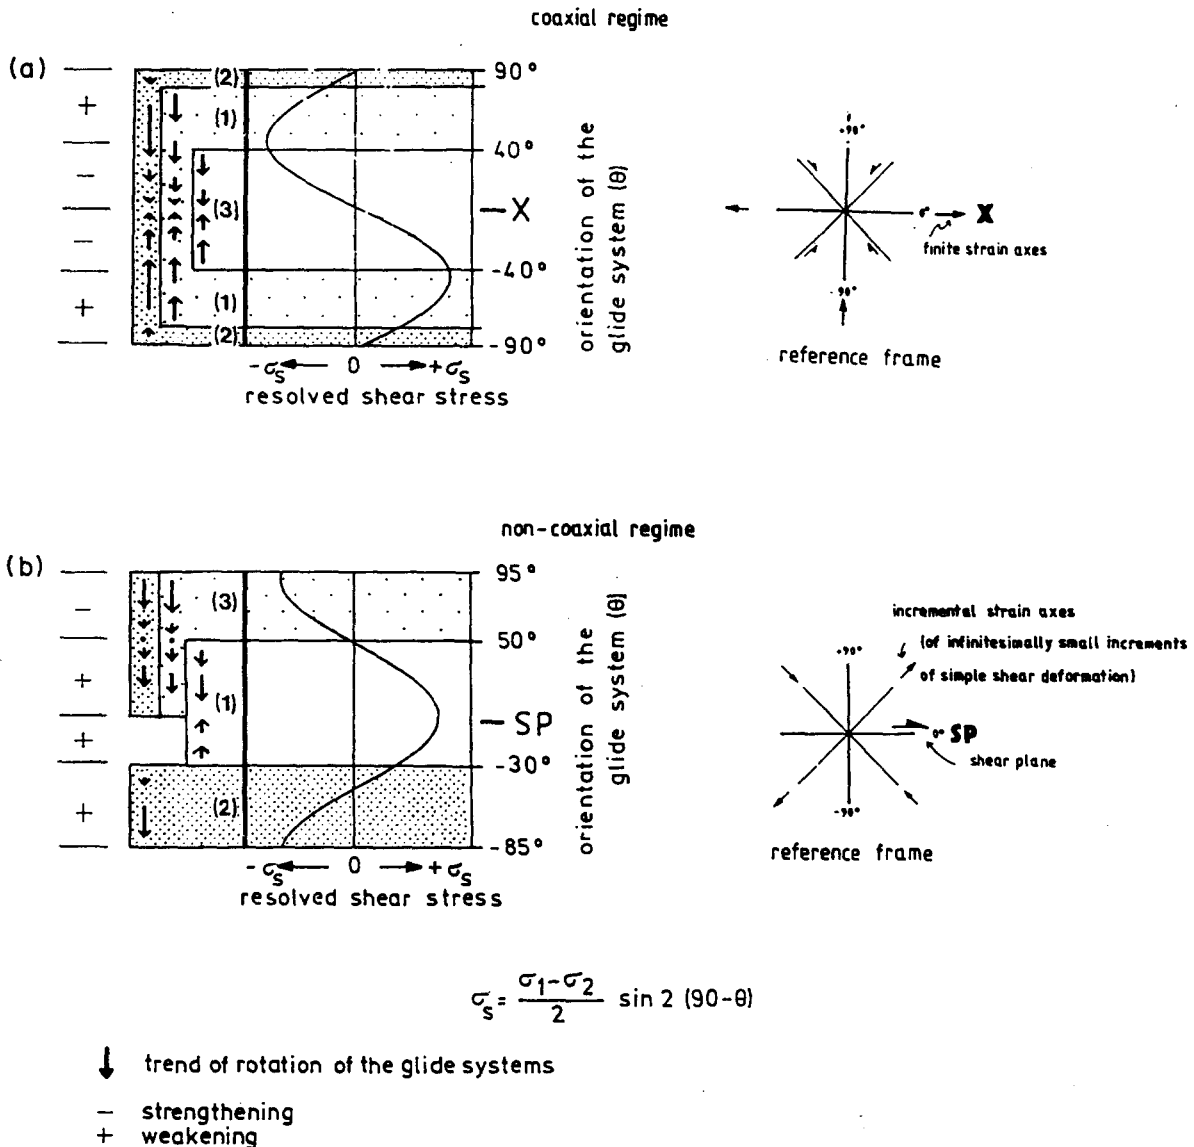 coaxial regime
(a)
+
–
–
+
(2)
(1)
(3)
(1)
(2)
90°
40°
X
-40°
-90°
-σs 0 +σs
resolved shear stress
orientation of the
glide system (θ)
+90°
0° X
finite strain axes
-90°
reference frame
non-coaxial regime
(b)
–
+
+
+
(3)
(1)
(2)
95°
50°
SP
-30°
-85°
-σs 0 +σs
resolved shear stress
orientation of the
glide system (θ)
incremental strain axes
(of infinitesimally small increments
of simple shear deformation)
+90°
0° SP
shear plane
-90°
reference frame
σs = σ1-σ2 / 2 sin 2 (90-θ)
trend of rotation of the glide systems
– strengthening
+ weakening